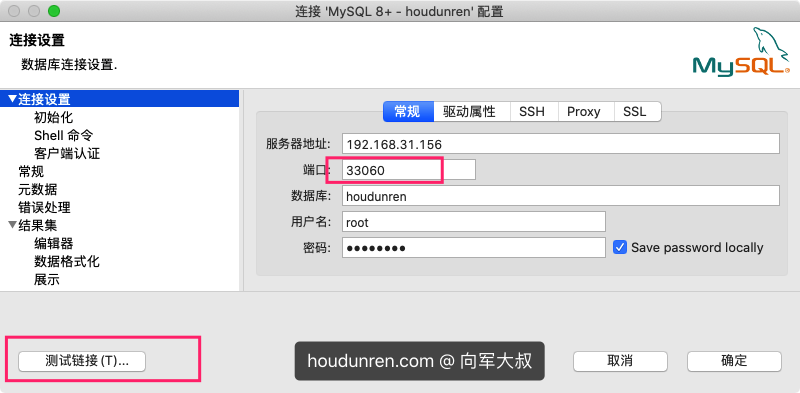 连接 'MySQL 8+ - houdunren' 配置
连接设置
数据库连接设置.
MySQL®
连接设置
初始化
Shell 命令
客户端认证
常规
元数据
错误处理
结果集
编辑器
数据格式化
展示
常规 驱动属性 SSH Proxy SSL
服务器地址: 192.168.31.156
端口: 33060
数据库: houdunren
用户名: root
密码: ●●●●●●●● Save password locally
测试链接(T)... houdunren.com @ 向军大叔 取消 确定